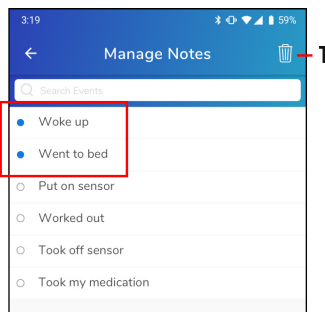 3:19 59%
Manage Notes
T
Search Events
Woke up
Went to bed
Put on sensor
Worked out
Took off sensor
Took my medication